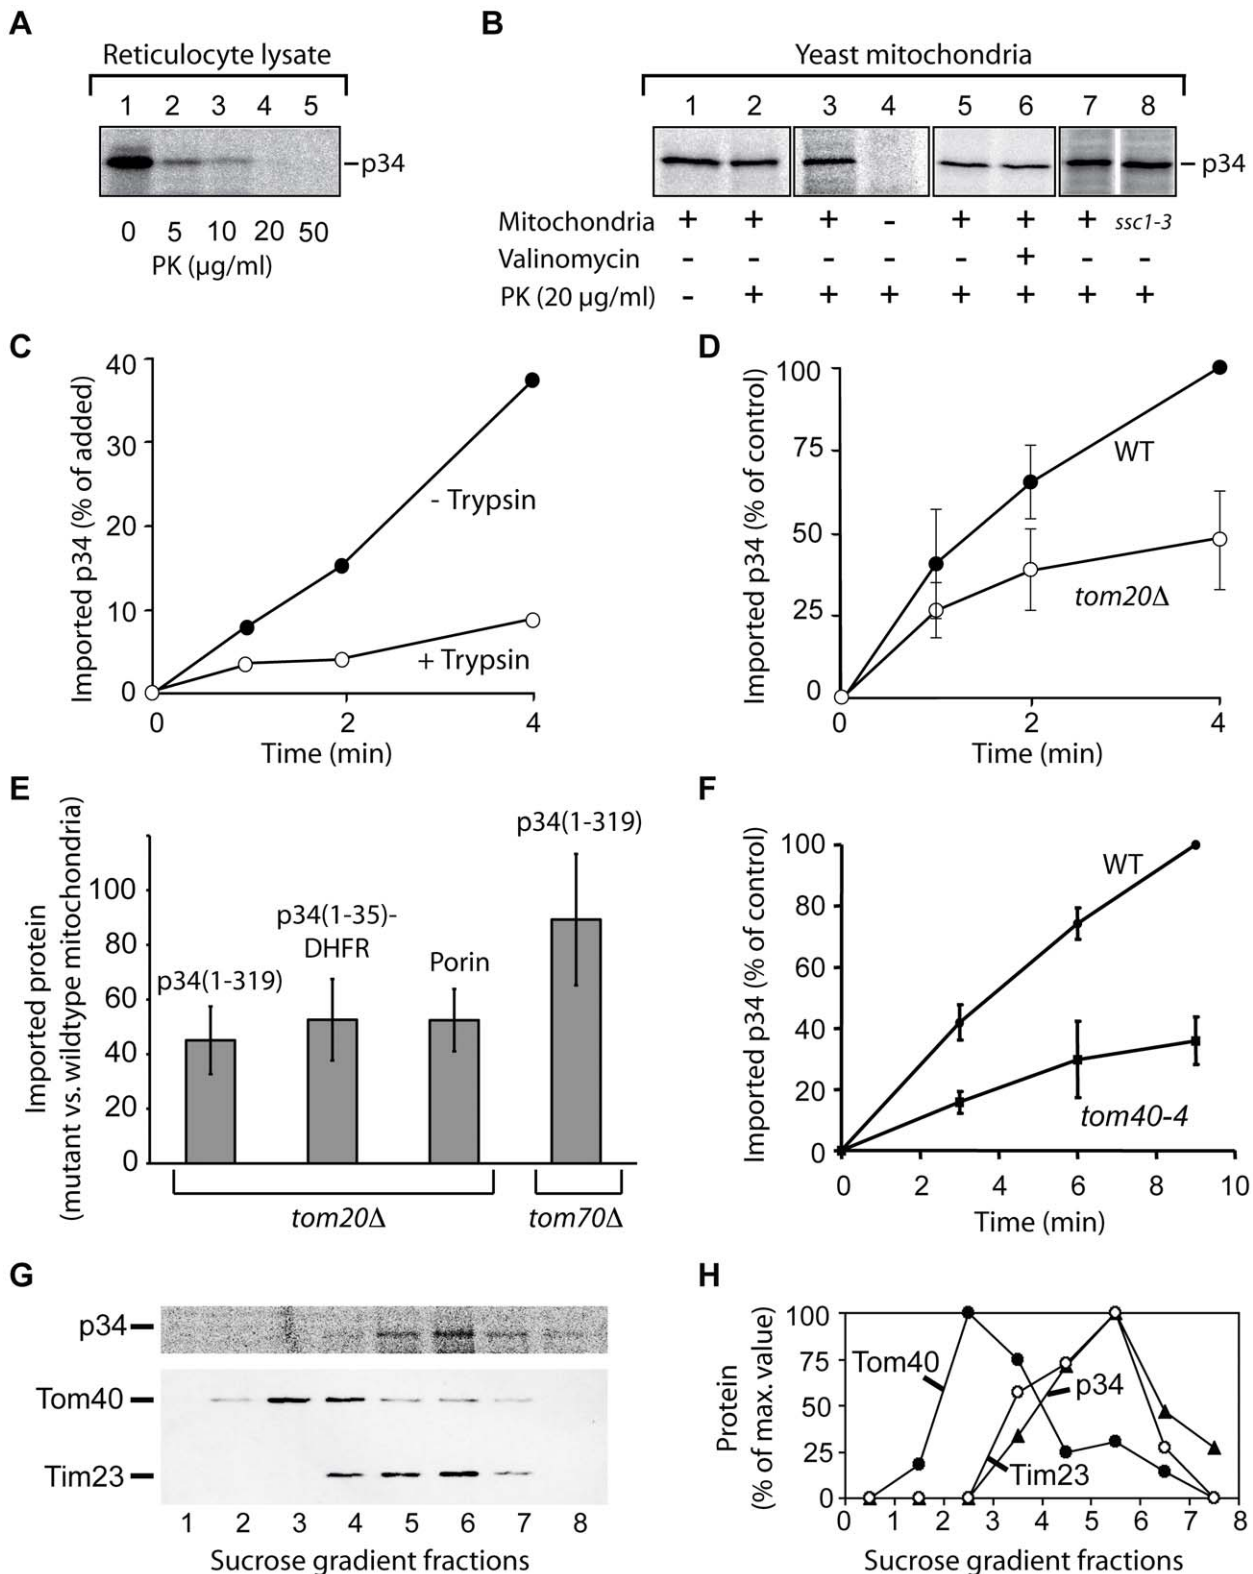 A
Reticulocyte lysate
1 2 3 4 5
p34
0 5 10 20 50
PK (µg/ml)
B
Yeast mitochondria
1 2 3 4 5 6 7 8
p34
Mitochondria + + + - + + + ssc1-3
Valinomycin - - - - - + - -
PK (20 µg/ml) - + + + + + + +
C
Imported p34 (% of added)
40
30
20
10
0
- Trypsin
+ Trypsin
0 2 4
Time (min)
D
Imported p34 (% of control)
100
75
50
25
0
WT
tom20Δ
0 2 4
Time (min)
E
Imported protein
(mutant vs. wildtype mitochondria)
100
80
60
40
20
0
p34(1-319)
p34(1-35)-
DHFR
Porin
p34(1-319)
tom20Δ tom70Δ
F
Imported p34 (% of control)
100
80
60
40
20
0
WT
tom40-4
0 2 4 6 8 10
Time (min)
G
p34
Tom40
Tim23
1 2 3 4 5 6 7 8
Sucrose gradient fractions
H
Protein
(% of max. value)
100
75
50
25
0
Tom40
p34
Tim23
0 1 2 3 4 5 6 7 8
Sucrose gradient fractions